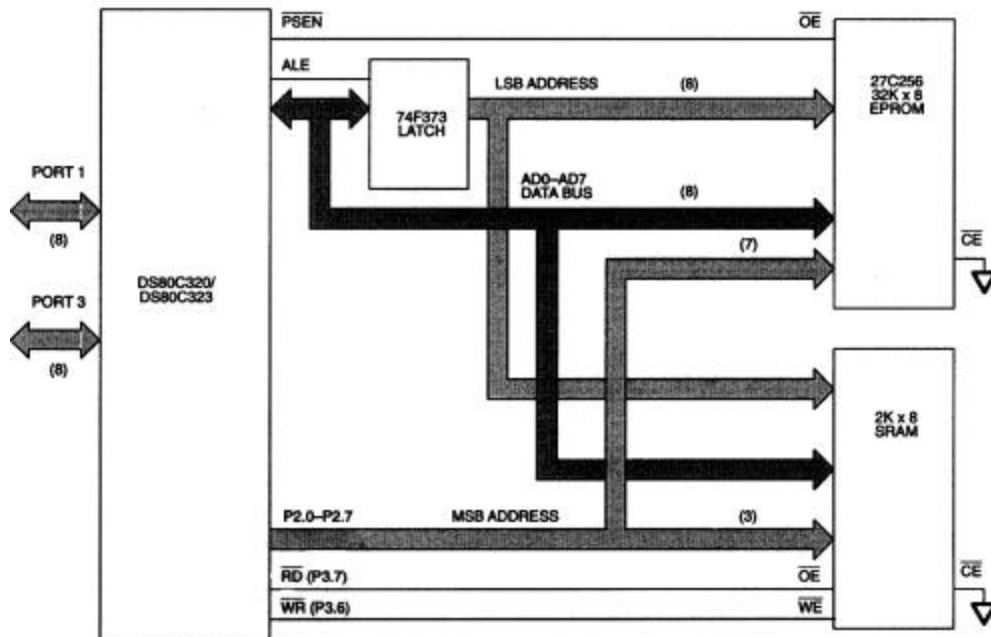 PSEN
OE
ALE
LSB ADDRESS
(8)
27C256
32K x 8
EPROM
74F373
LATCH
PORT 1
(8)
AD0–AD7
DATA BUS
(8)
(7)
CE
DS80C320/
DS80C323
PORT 3
(8)
2K x 8
SRAM
P2.0–P2.7
MSB ADDRESS
(3)
RD (P3.7)
OE
CE
WR (P3.6)
WE